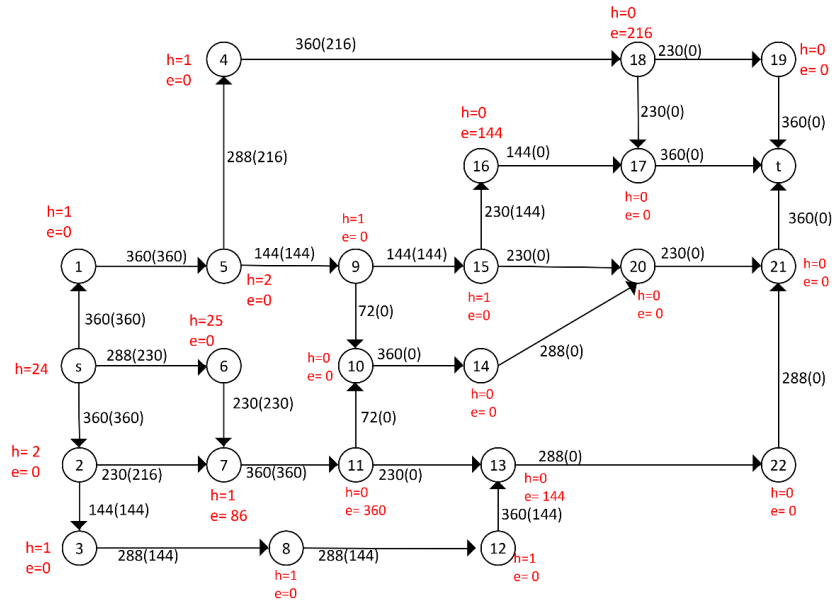 h=0
e=216
h=1
e=0
4
360(216)
18
230(0)
19
h=0
e= 0
h=0
e=144
230(0)
360(0)
288(216)
16
144(0)
17
360(0)
t
h=0
e= 0
h=1
e=0
h=1
e= 0
230(144)
360(0)
1
360(360)
5
144(144)
9
144(144)
15
230(0)
20
230(0)
21
h=0
e= 0
h=2
e=0
h=1
e=0
h=0
e= 0
360(360)
h=25
e=0
72(0)
h=24
s
288(230)
6
h=0
e= 0
10
360(0)
14
288(0)
h=0
e= 0
288(0)
360(360)
230(230)
72(0)
h= 2
e= 0
2
230(216)
7
360(360)
11
230(0)
13
288(0)
22
h=1
e= 86
h=0
e= 360
h=0
e= 144
h=0
e= 0
144(144)
360(144)
h=1
e=0
3
288(144)
8
288(144)
12
h=1
e=0
h=1
e= 0